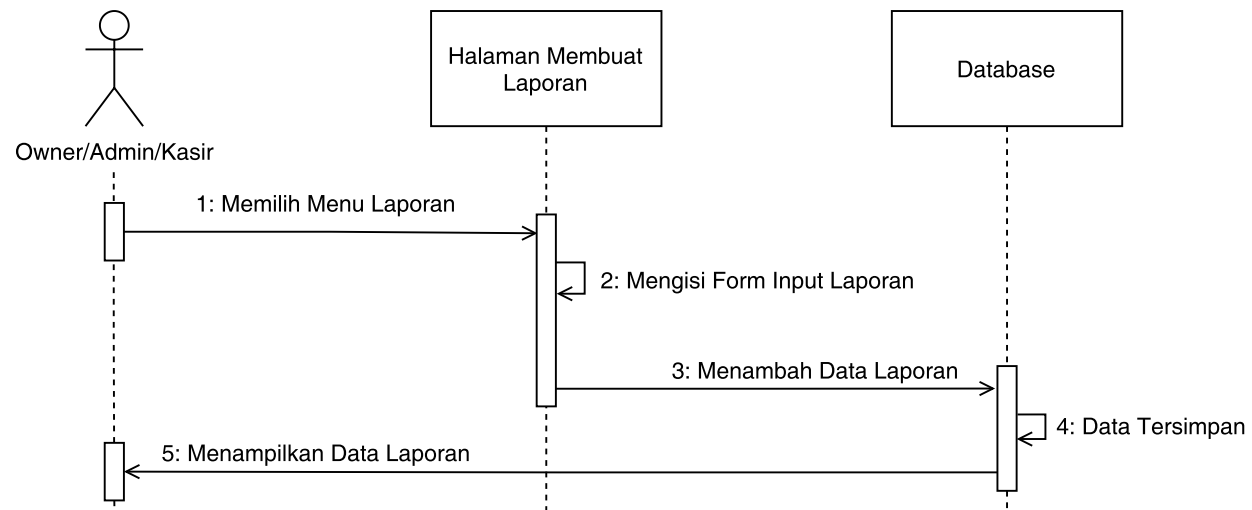 Halaman Membuat
Laporan
Database
Owner/Admin/Kasir
1: Memilih Menu Laporan
2: Mengisi Form Input Laporan
3: Menambah Data Laporan
4: Data Tersimpan
5: Menampilkan Data Laporan